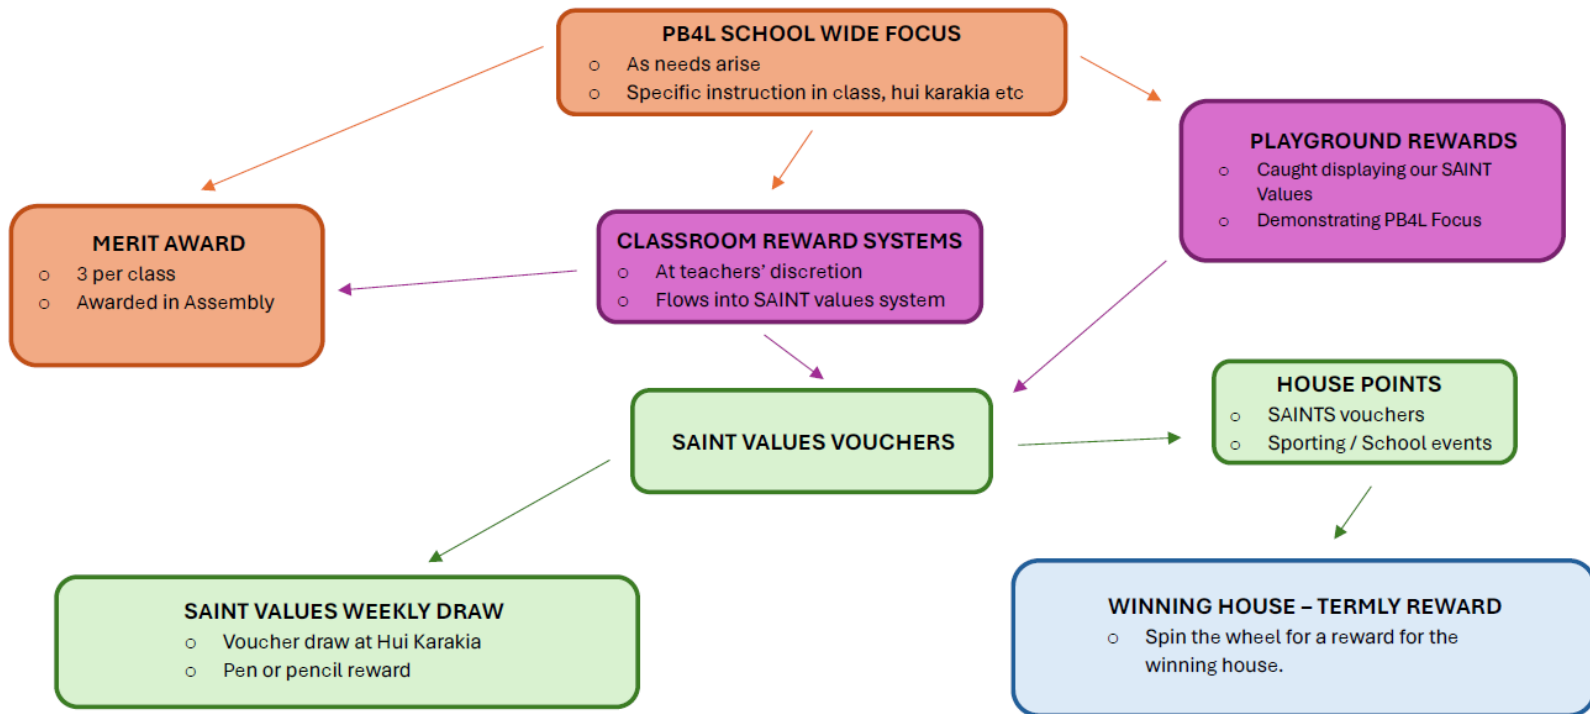 PB4L SCHOOL WIDE FOCUS
o As needs arise
o Specific instruction in class, hui karakia etc
PLAYGROUND REWARDS
o Caught displaying our SAINT
Values
o Demonstrating PB4L Focus
MERIT AWARD
o 3 per class
o Awarded in Assembly
CLASSROOM REWARD SYSTEMS
o At teachers’ discretion
o Flows into SAINT values system
HOUSE POINTS
o SAINTS vouchers
o Sporting / School events
SAINT VALUES VOUCHERS
SAINT VALUES WEEKLY DRAW
o Voucher draw at Hui Karakia
o Pen or pencil reward
WINNING HOUSE – TERMLY REWARD
o Spin the wheel for a reward for the
winning house.